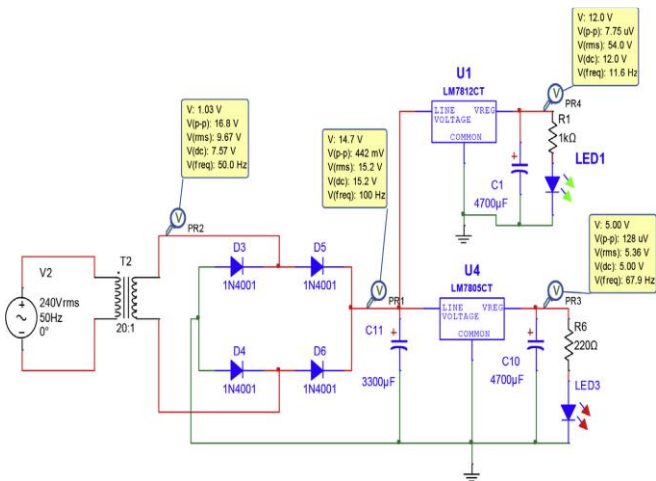 V: 12.0 V
V(p-p): 7.75 uV
V(rms): 54.0 V
V(dc): 12.0 V
V(freq): 11.6 Hz
PR4
U1
LM7812CT
LINE VREG
VOLTAGE
COMMON
R1
1kΩ
LED1
C1
4700µF
V: 1.03 V
V(p-p): 16.8 V
V(rms): 9.67 V
V(dc): 7.57 V
V(freq): 50.0 Hz
PR2
V: 14.7 V
V(p-p): 442 mV
V(rms): 15.2 V
V(dc): 15.2 V
V(freq): 100 Hz
PR1
V: 5.00 V
V(p-p): 128 uV
V(rms): 5.36 V
V(dc): 5.00 V
V(freq): 67.9 Hz
PR3
V2
240Vrms
50Hz
0°
T2
20:1
D3
1N4001
D5
1N4001
D4
1N4001
D6
1N4001
C11
3300µF
U4
LM7805CT
LINE VREG
VOLTAGE
COMMON
C10
4700µF
R6
220Ω
LED3